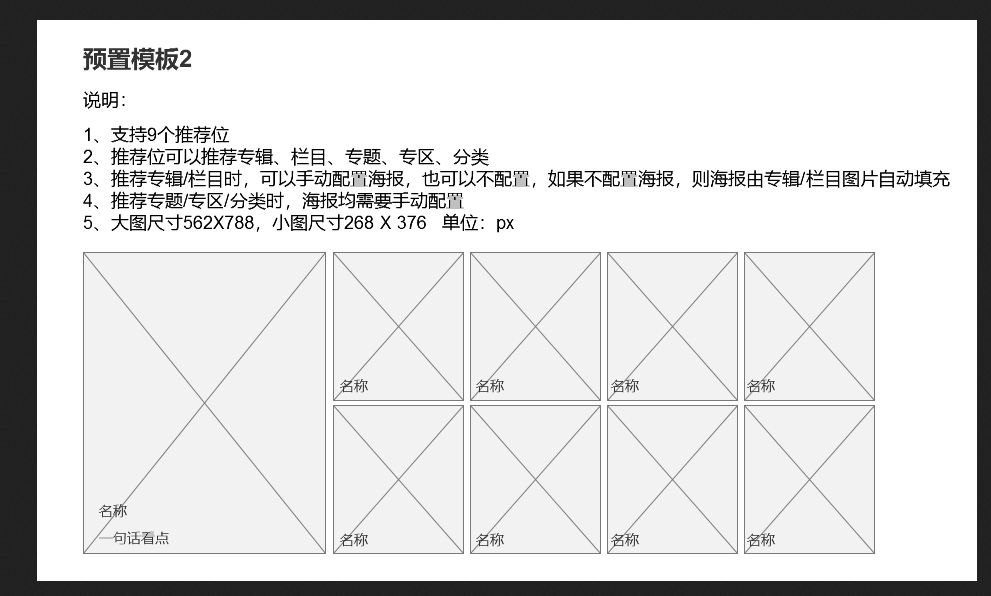 预置模板2
说明：
1、支持9个推荐位
2、推荐位可以推荐专辑、栏目、专题、专区、分类
3、推荐专辑/栏目时，可以手动配置海报，也可以不配置，如果不配置海报，则海报由专辑/栏目图片自动填充
4、推荐专题/专区/分类时，海报均需要手动配置
5、大图尺寸562X788，小图尺寸268 X 376 单位：px
名称 名称 名称 名称
名称
一句话看点
名称 名称 名称 名称